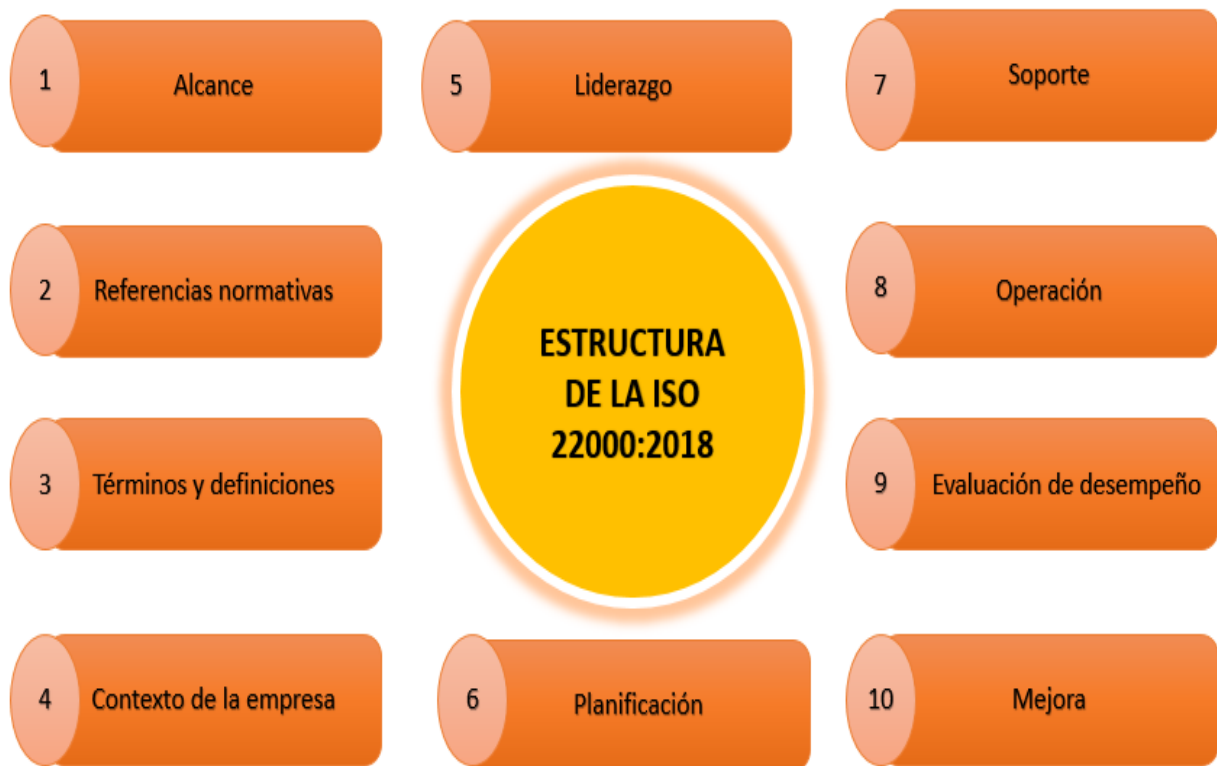 1
Alcance
2
Referencias normativas
3
Términos y definiciones
4
Contexto de la empresa
5
Liderazgo
ESTRUCTURA
DE LA ISO
22000:2018
6
Planificación
7
Soporte
8
Operación
9
Evaluación de desempeño
10
Mejora